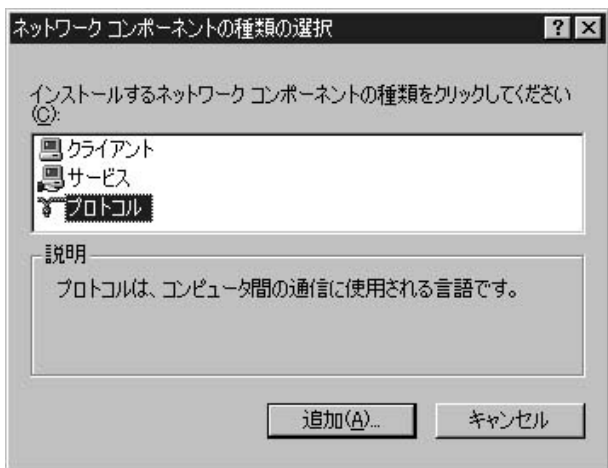 ネットワーク コンポーネントの種類の選択
インストールするネットワーク コンポーネントの種類をクリックしてください
(C):
クライアント
サービス
プロトコル
説明
プロトコルは、コンピュータ間の通信に使用される言語です。
追加(A)...
キャンセル